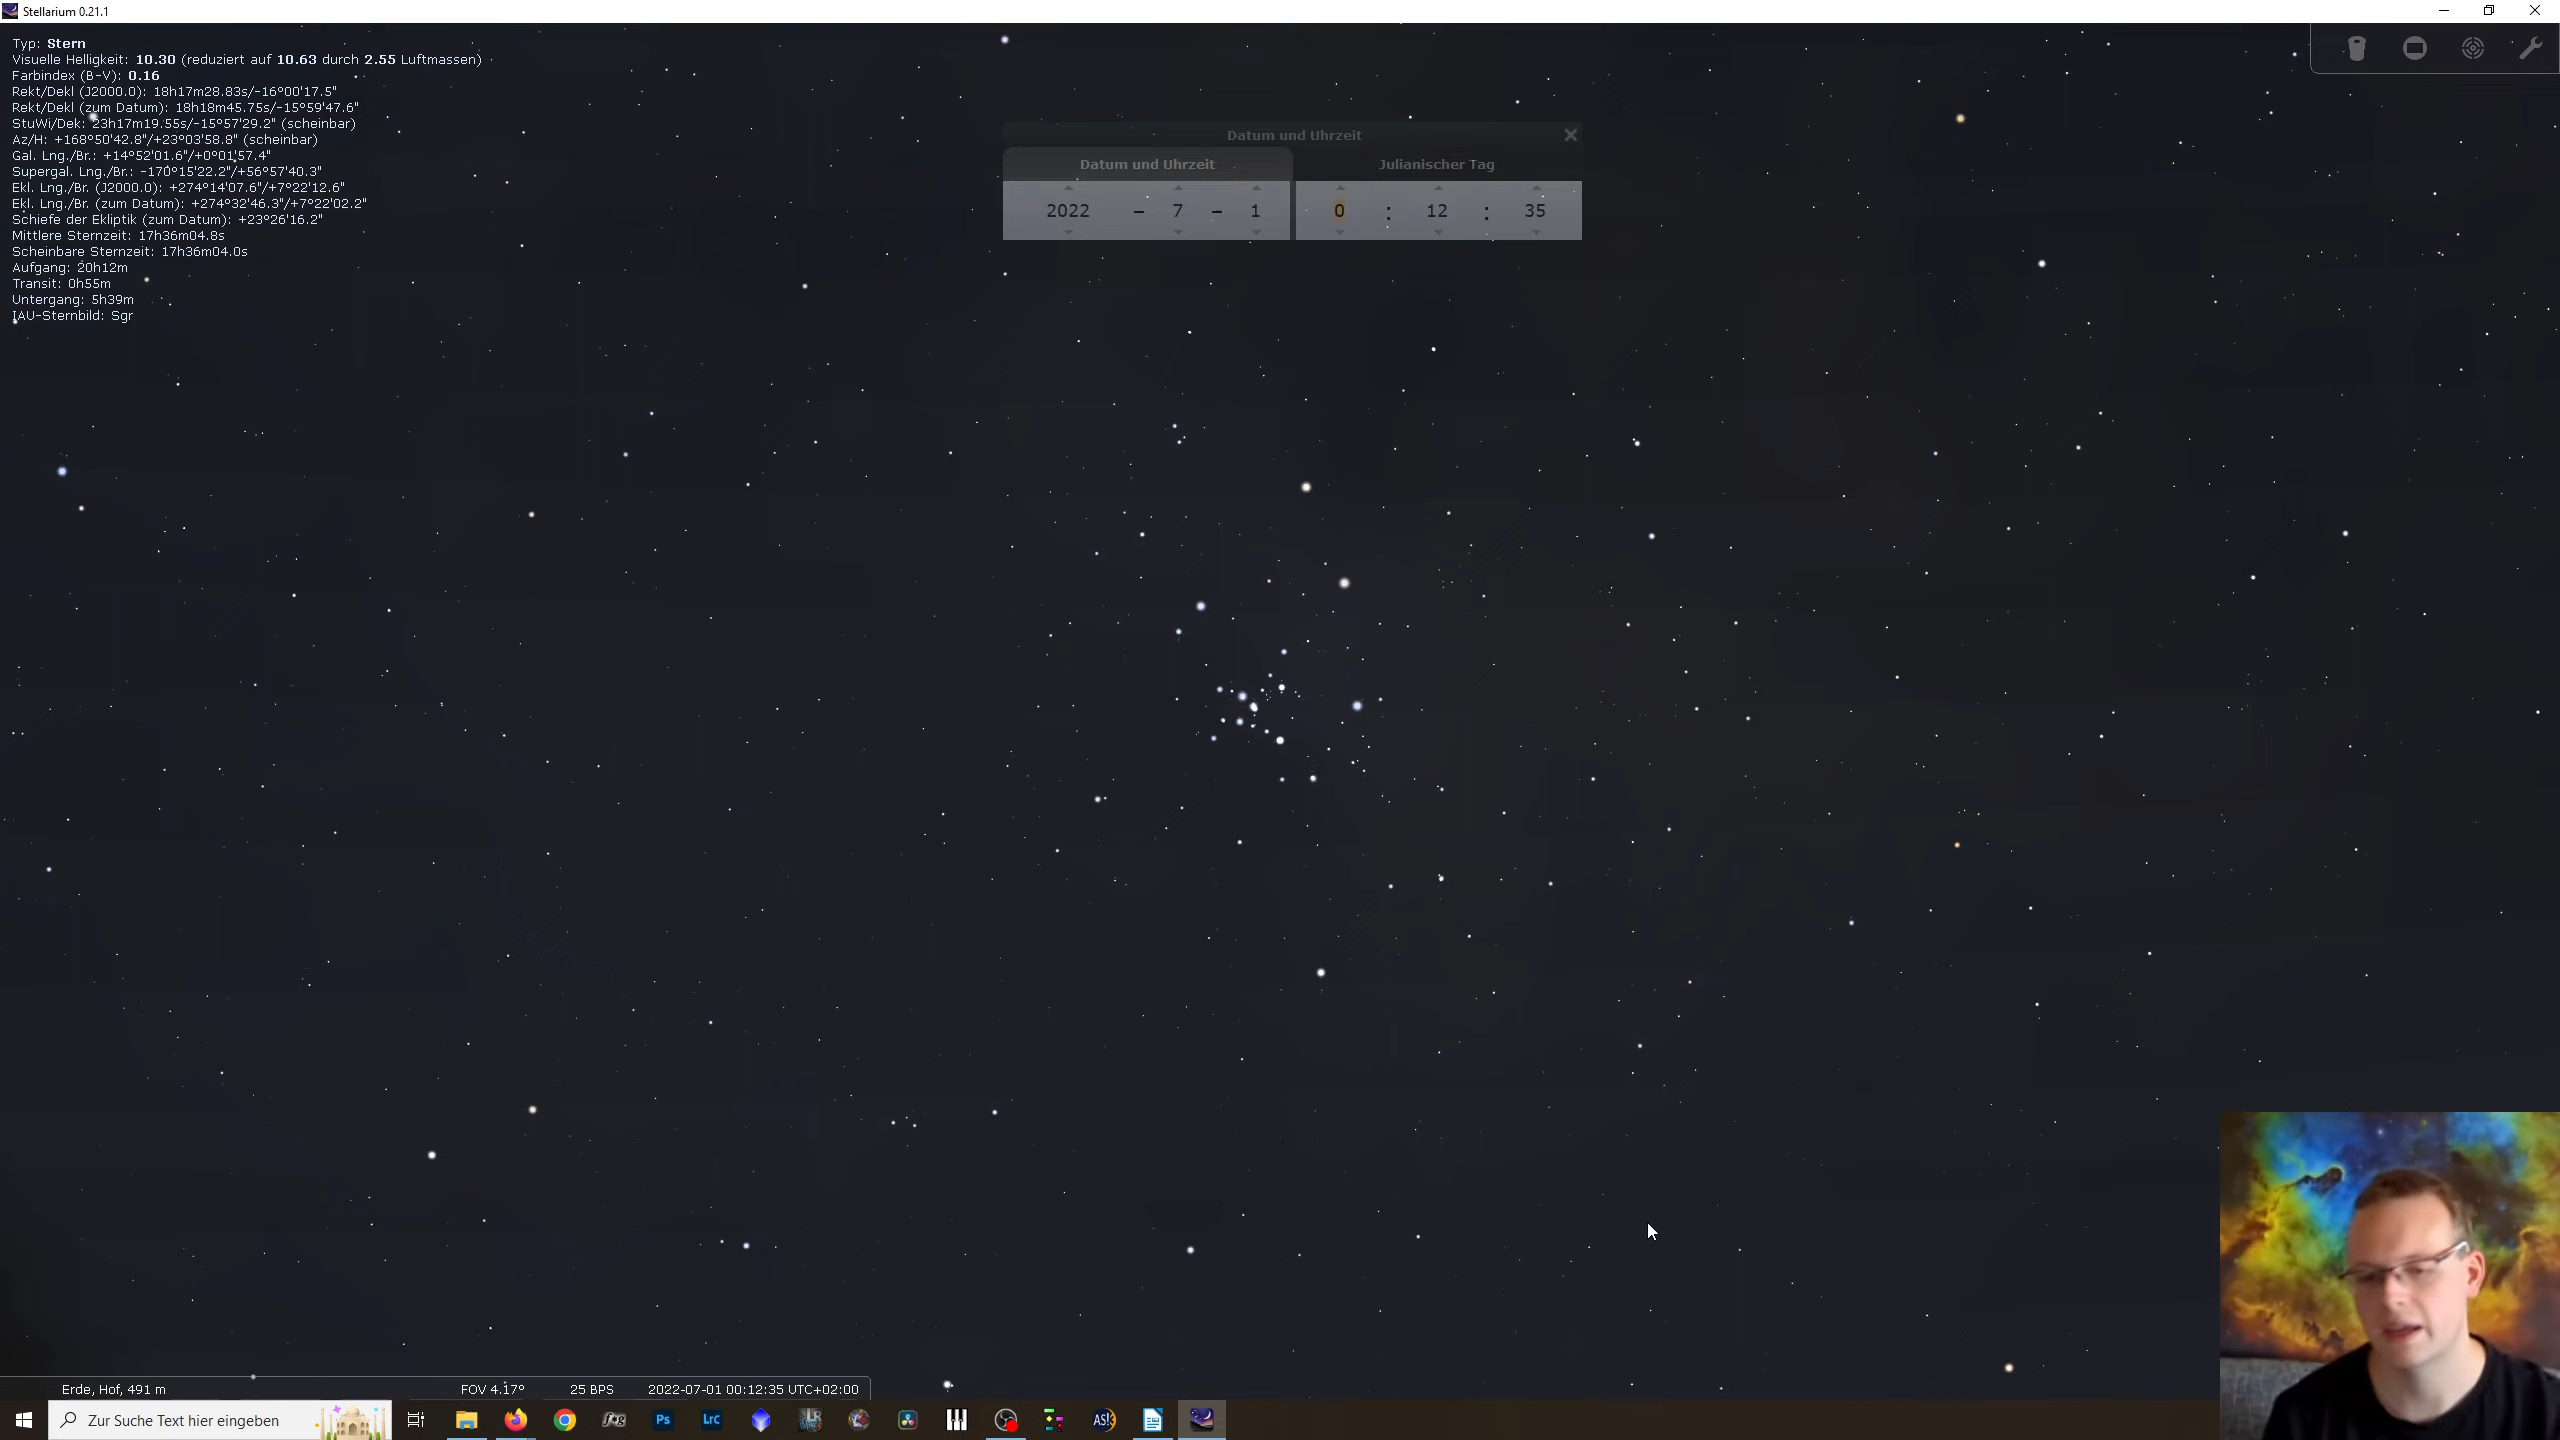 Stellarium 0.21.1
Typ: Stern
Visuelle Helligkeit: 10.30 (reduziert auf 10.63 durch 2.55 Luftmassen)
Farbindex (B-V): 0.16
Rekt/Dekl (J2000.0): 18h17m28.83s/-16°00'17.5"
Rekt/Dekl (zum Datum): 18h18m45.75s/-15°59'47.6"
StuWi/Dek: 23h17m19.55s/-15°57'29.2" (scheinbar)
Az/H: +168°50'42.8"/+23°03'58.8" (scheinbar)
Gal. Lng./Br.: +14°52'01.6"/+0°01'57.4"
Supergal. Lng./Br.: -170°15'22.2"/+56°57'40.3"
Ekl. Lng./Br. (J2000.0): +274°14'07.6"/+7°22'12.6"
Ekl. Lng./Br. (zum Datum): +274°32'46.3"/+7°22'02.2"
Schiefe der Ekliptik (zum Datum): +23°26'16.2"
Mittlere Sternzeit: 17h36m04.8s
Scheinbare Sternzeit: 17h36m04.0s
Aufgang: 20h12m
Transit: 0h55m
Untergang: 5h39m
IAU-Sternbild: Sgr
Datum und Uhrzeit
Datum und Uhrzeit Julianischer Tag
2022 - 7 - 1 0 : 12 : 35
Erde, Hof, 491 m FOV 4.17° 25 BPS 2022-07-01 00:12:35 UTC+02:00
Zur Suche Text hier eingeben Ps Lrc AS!3